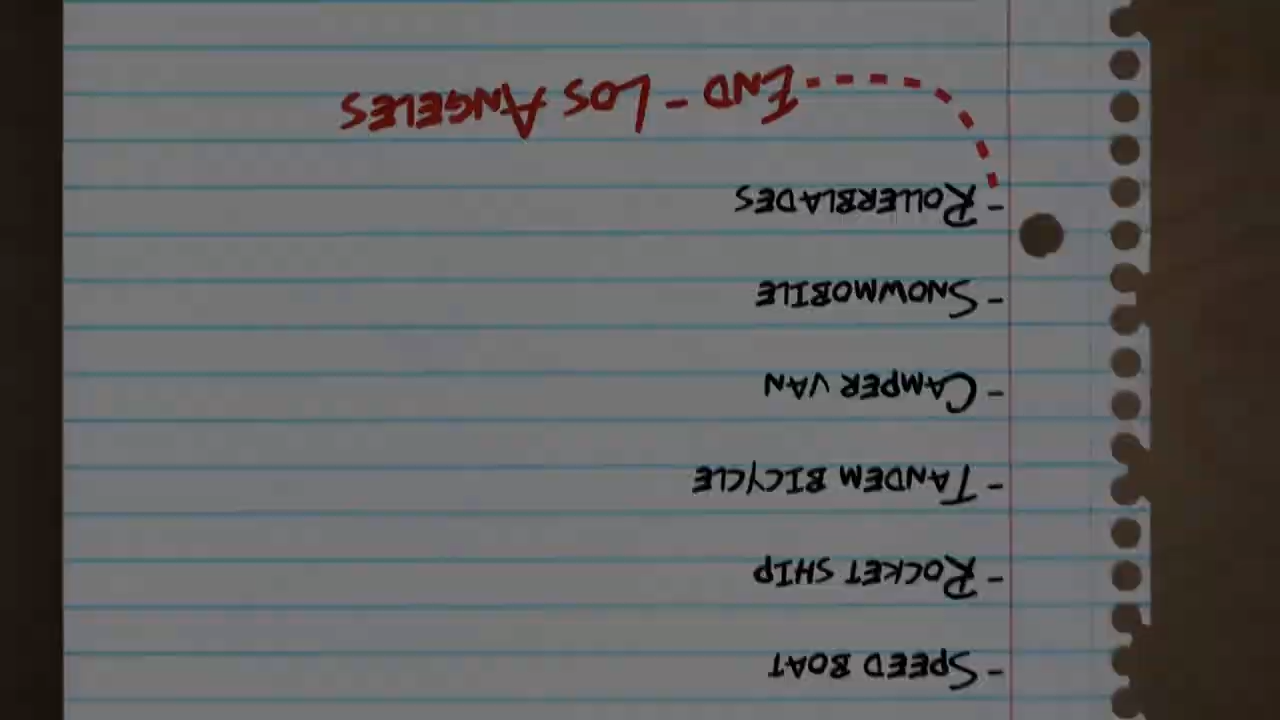 - Speed boat
- Rocket ship
- Tandem bicycle
- Camper van
- Snowmobile
- Rollerblades
End - Los Angeles